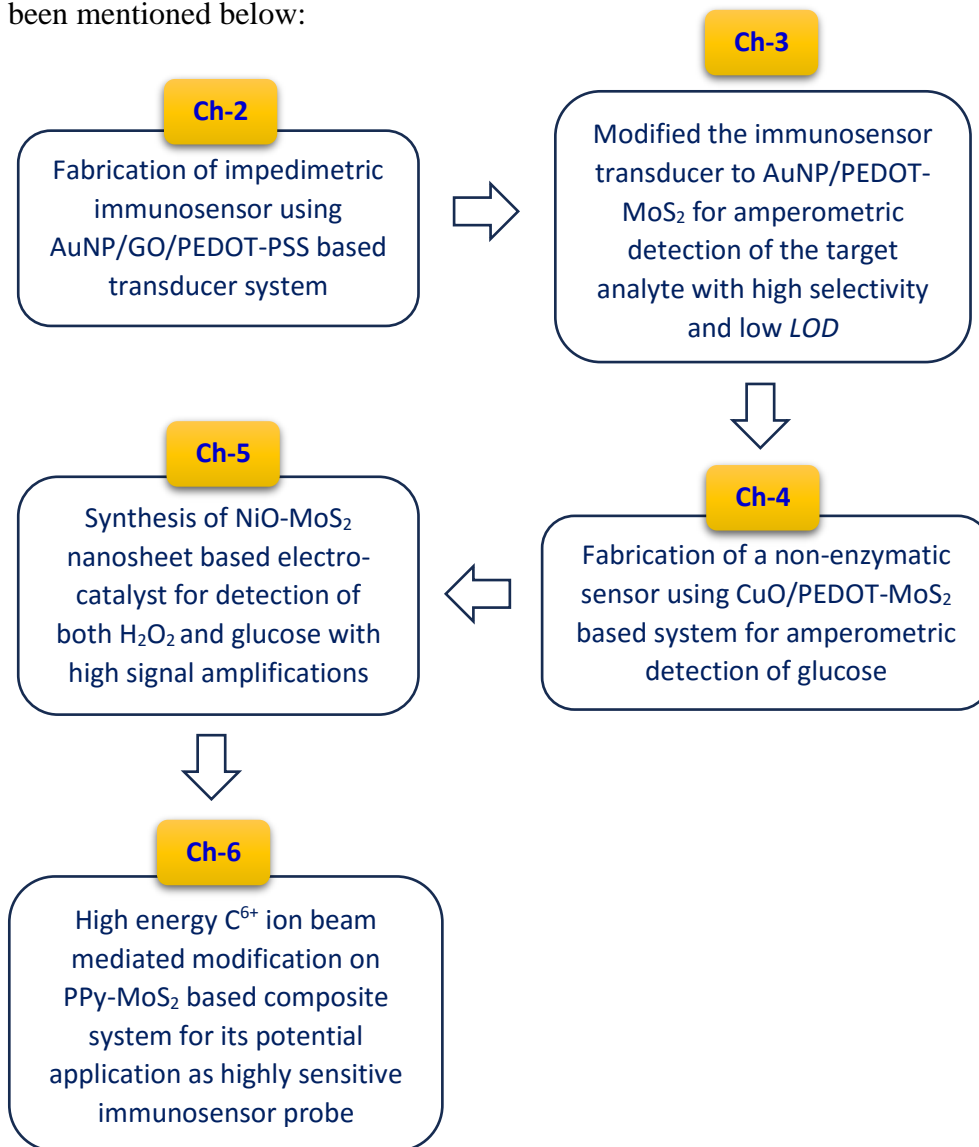 been mentioned below:
Ch-2
Fabrication of impedimetric
immunosensor using
AuNP/GO/PEDOT-PSS based
transducer system
Ch-3
Modified the immunosensor
transducer to AuNP/PEDOT-
MoS₂ for amperometric
detection of the target
analyte with high selectivity
and low LOD
Ch-4
Fabrication of a non-enzymatic
sensor using CuO/PEDOT-MoS₂
based system for amperometric
detection of glucose
Ch-5
Synthesis of NiO-MoS₂
nanosheet based electro-
catalyst for detection of
both H₂O₂ and glucose with
high signal amplifications
Ch-6
High energy C⁶⁺ ion beam
mediated modification on
PPy-MoS₂ based composite
system for its potential
application as highly sensitive
immunosensor probe